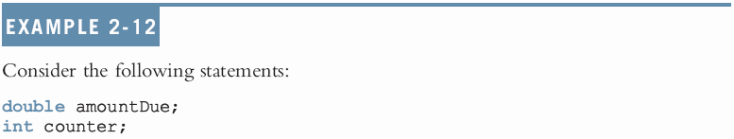 EXAMPLE 2-12
Consider the following statements:
double amountDue;
int counter;